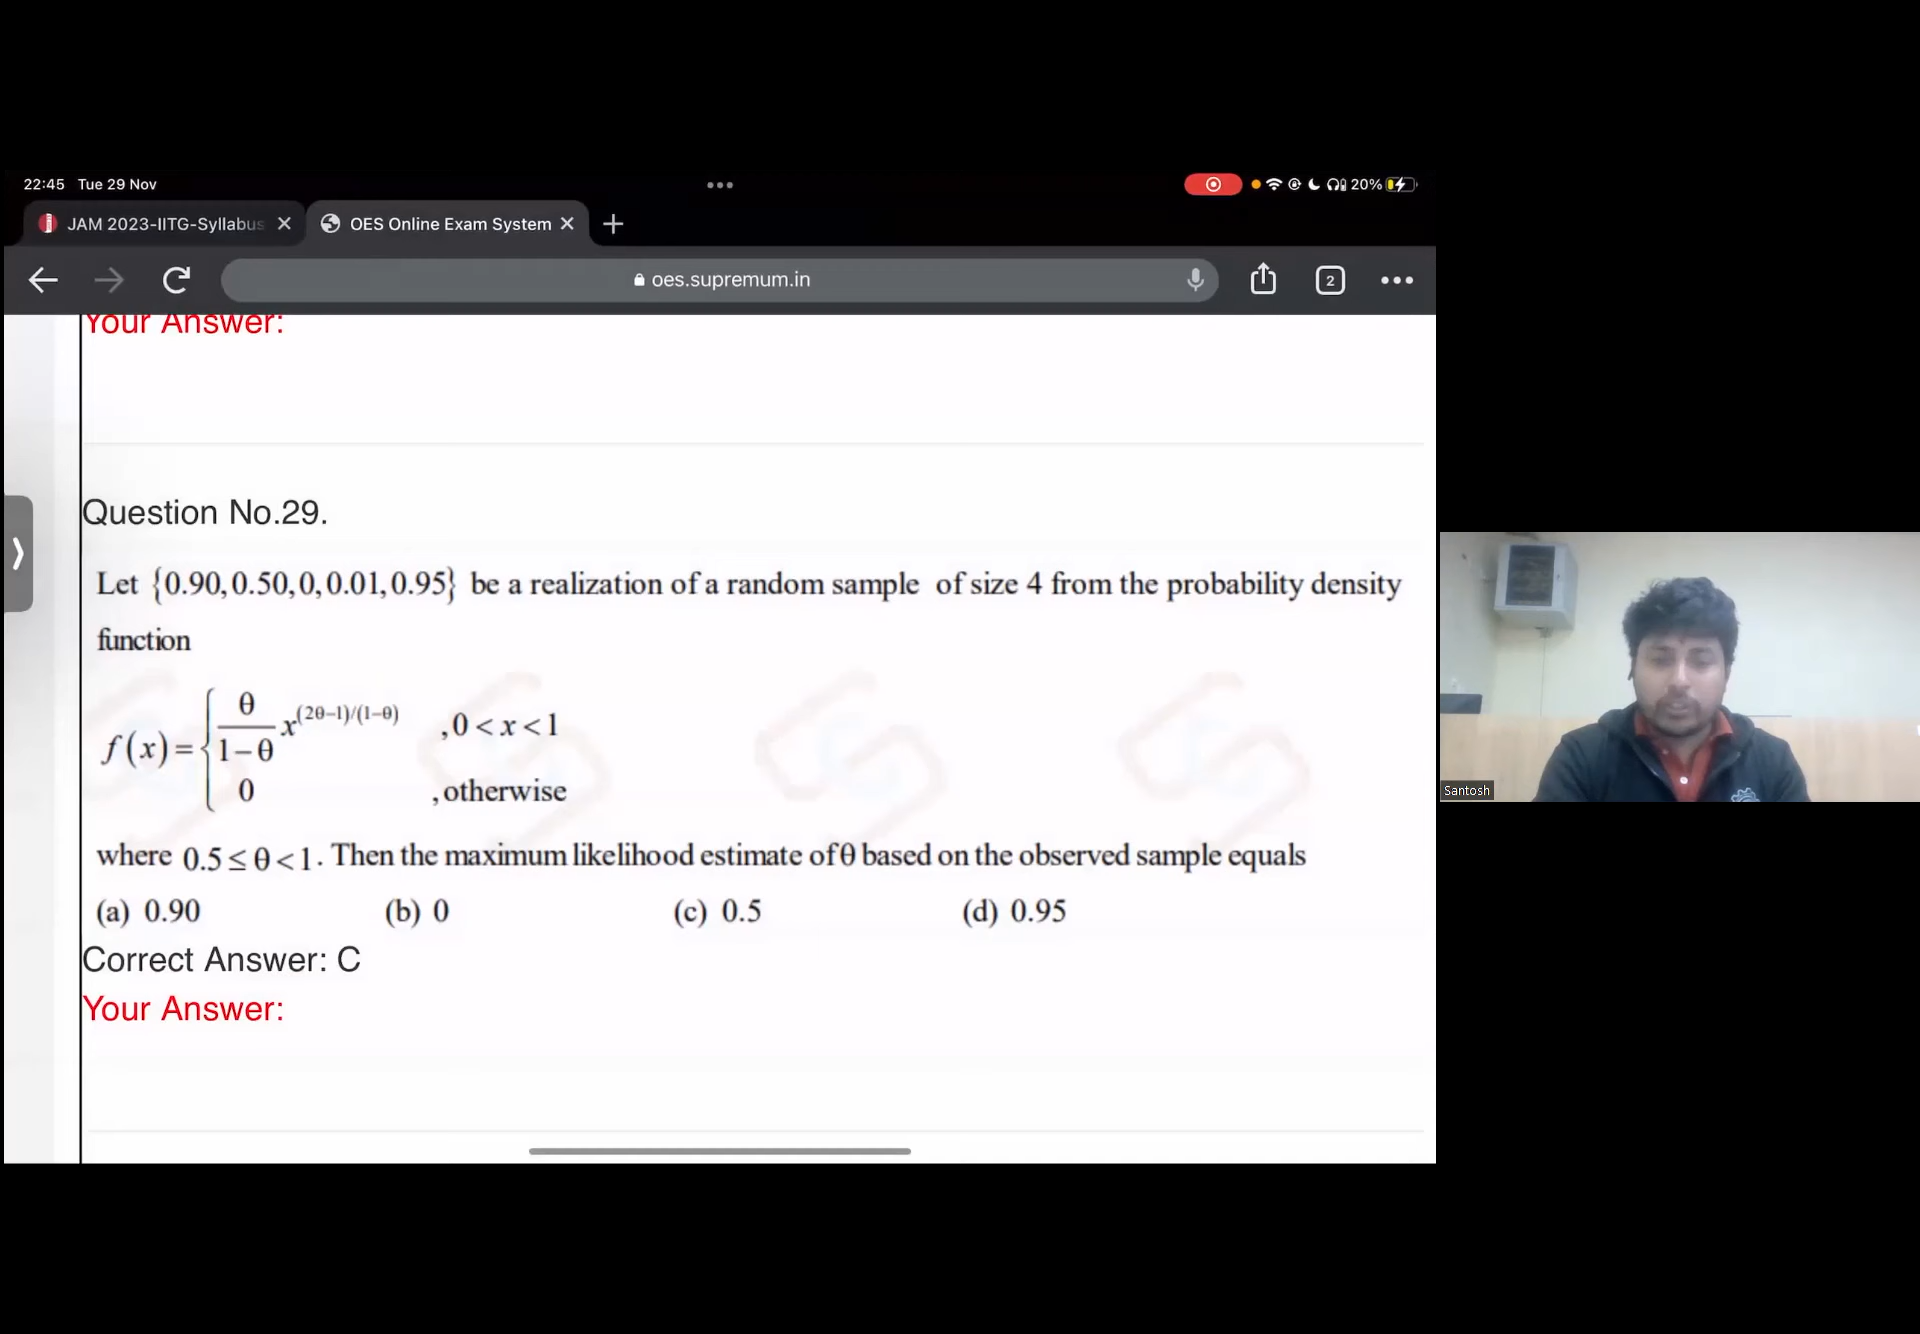 22:45 Tue 29 Nov
20%
JAM 2023-IITG-Syllabus
OES Online Exam System
oes.supremum.in
2
Your Answer:
Question No.29.
Let {0.90,0.50,0,0.01,0.95} be a realization of a random sample of size 4 from the probability density
function
f(x) = { θ/(1−θ) x^((2θ−1)/(1−θ)) ,0 < x < 1
0 ,otherwise
where 0.5 ≤ θ < 1. Then the maximum likelihood estimate of θ based on the observed sample equals
(a) 0.90 (b) 0 (c) 0.5 (d) 0.95
Correct Answer: C
Your Answer:
Santosh